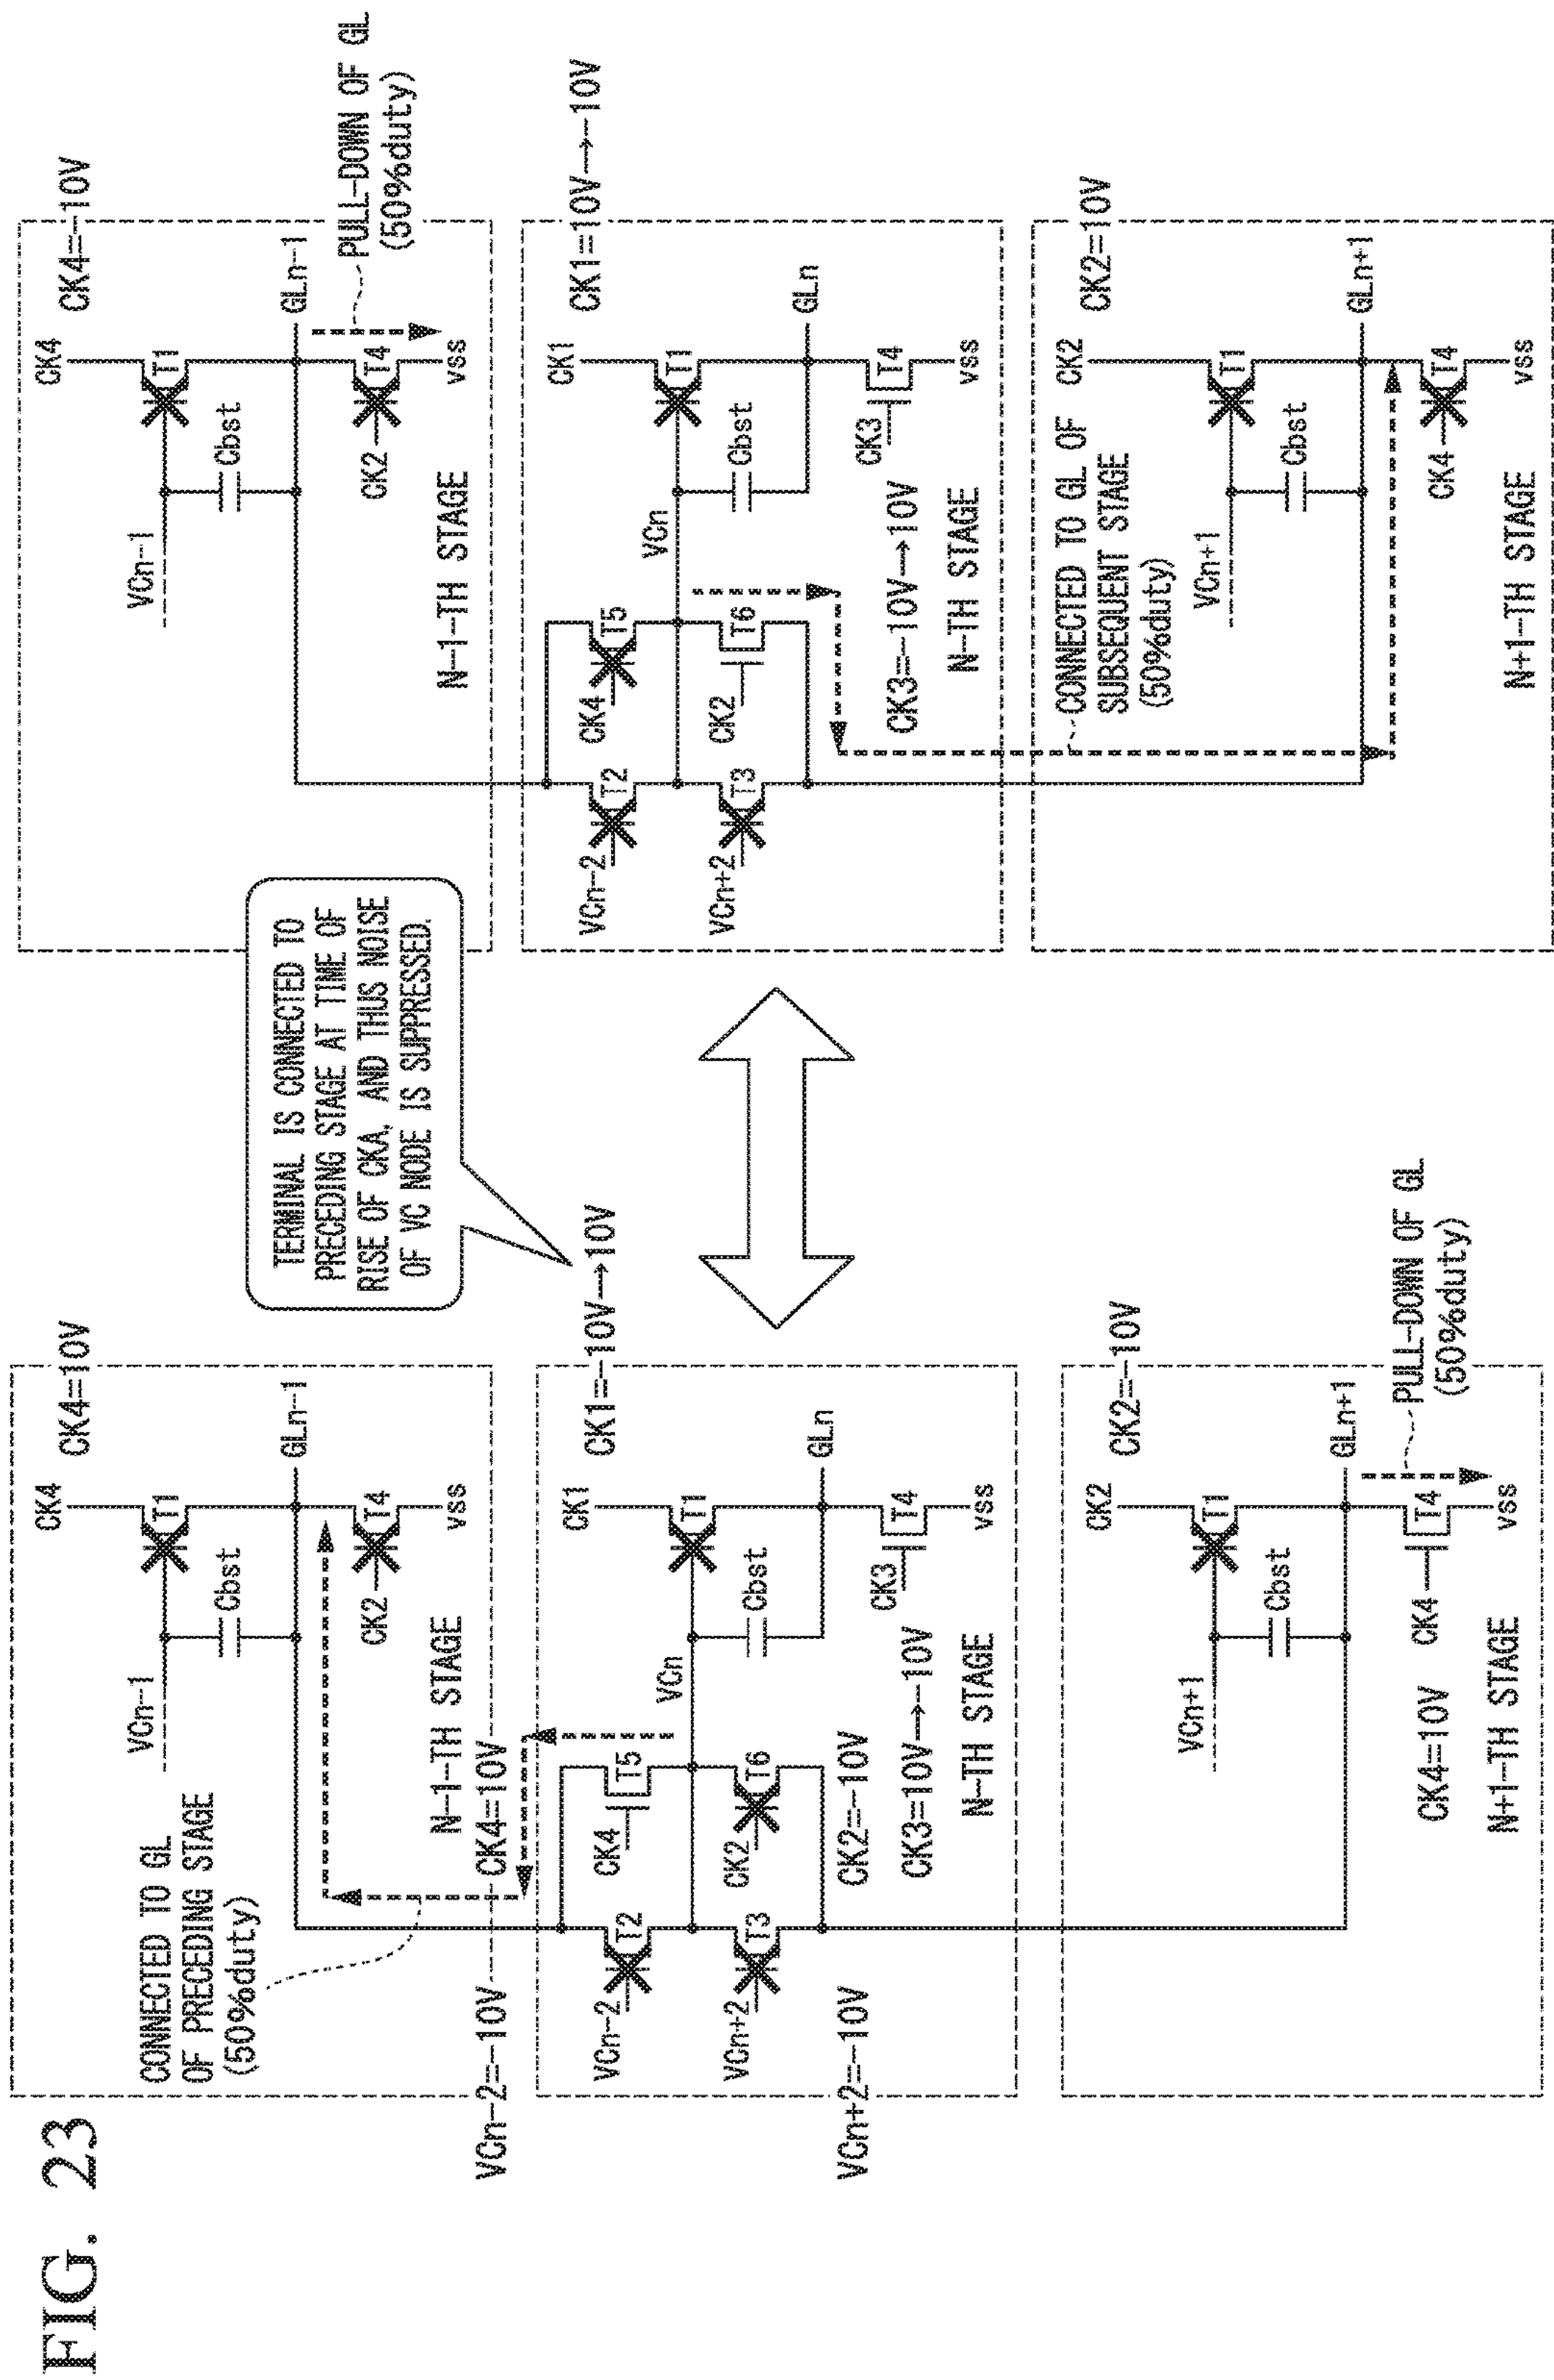 FIG. 23
CONNECTED TO GL
OF PRECEDING STAGE
(50%duty)
VCn-1
Cbst
CK4
T1
CK4=10V
GLn-1
CK2
T4
VSS
N-1-TH STAGE
VCn-2=-10V
CK4=10V
VCn-2
T2
CK4
T5
VCn
Cbst
CK1
T1
CK1=-10V→10V
GLn
VCn+2
T3
CK2
T6
CK3
T4
VSS
VCn+2=-10V
CK2=-10V
CK3=10V→-10V
N-TH STAGE
VCn+1
Cbst
CK2
T1
CK2=-10V
GLn+1
CK4
T4
VSS
CK4=10V
PULL-DOWN OF GL
(50%duty)
N+1-TH STAGE
TERMINAL IS CONNECTED TO
PRECEDING STAGE AT TIME OF
RISE OF CKA, AND THUS NOISE
OF VC NODE IS SUPPRESSED.
VCn-1
Cbst
CK4
T1
CK4=-10V
GLn-1
CK2
T4
VSS
PULL-DOWN OF GL
(50%duty)
N-1-TH STAGE
VCn-2
T2
CK4
T5
VCn
Cbst
CK1
T1
CK1=10V→-10V
GLn
VCn+2
T3
CK2
T6
CK3
T4
VSS
CK3=-10V→10V
N-TH STAGE
CONNECTED TO GL OF
SUBSEQUENT STAGE
(50%duty)
VCn+1
Cbst
CK2
T1
CK2=10V
GLn+1
CK4
T4
VSS
N+1-TH STAGE